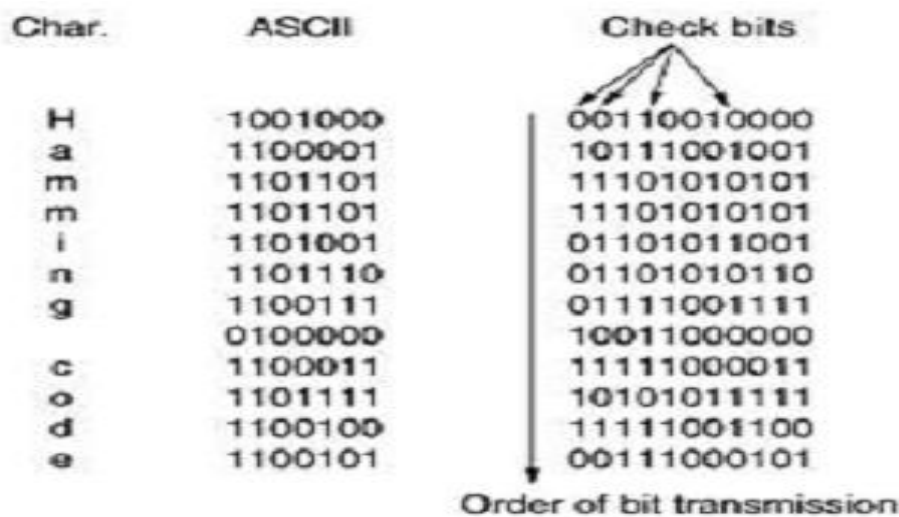 Char. ASCII Check bits
H 1001000 00110010000
a 1100001 10111001001
m 1101101 11101010101
m 1101101 11101010101
i 1101001 01101011001
n 1101110 01101010110
g 1100111 01111001111
0100000 10011000000
c 1100011 11111000011
o 1101111 10101011111
d 1100100 11111001100
e 1100101 00111000101
Order of bit transmission